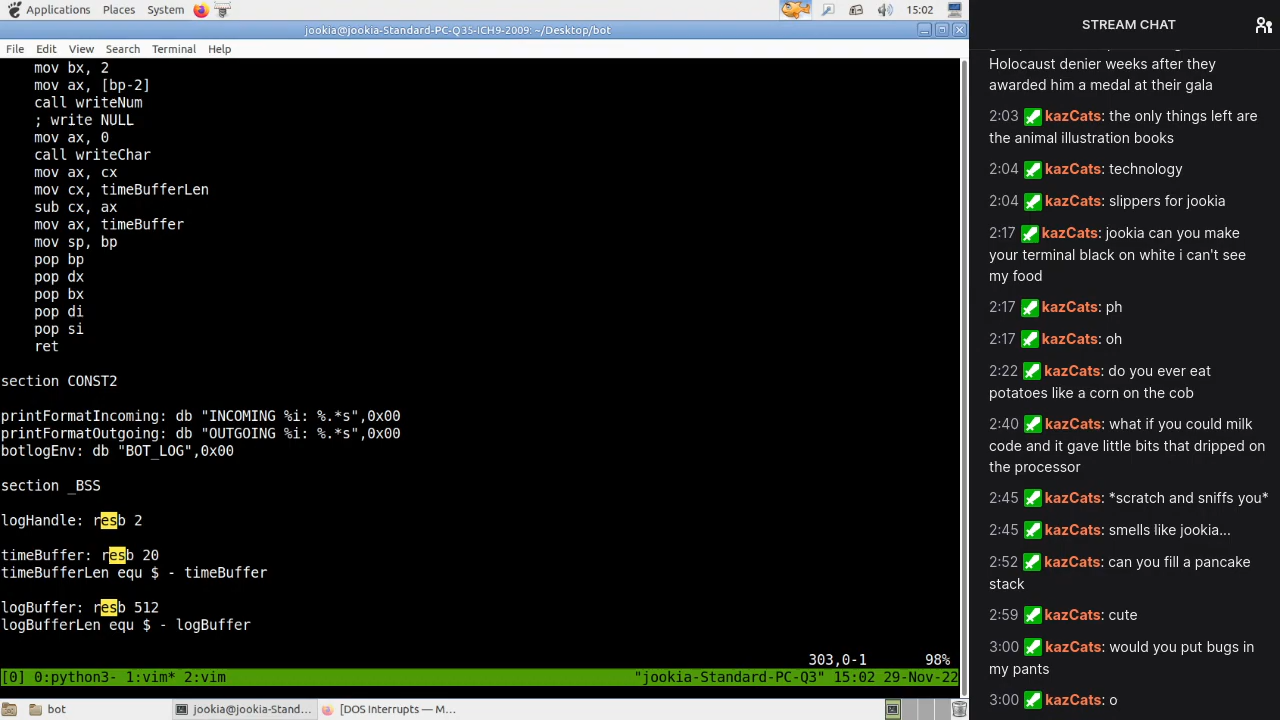 Applications Places System 15:02
jookia@jookia-Standard-PC-Q35-ICH9-2009: ~/Desktop/bot
File Edit View Search Terminal Help
mov bx, 2
mov ax, [bp-2]
call writeNum
; write NULL
mov ax, 0
call writeChar
mov ax, cx
mov cx, timeBufferLen
sub cx, ax
mov ax, timeBuffer
mov sp, bp
pop bp
pop dx
pop bx
pop di
pop si
ret
section CONST2
printFormatIncoming: db "INCOMING %i: %.*s",0x00
printFormatOutgoing: db "OUTGOING %i: %.*s",0x00
botlogEnv: db "BOT_LOG",0x00
section _BSS
logHandle: resb 2
timeBuffer: resb 20
timeBufferLen equ $ - timeBuffer
logBuffer: resb 512
logBufferLen equ $ - logBuffer
303,0-1 98%
[0] 0:python3- 1:vim* 2:vim "jookia-Standard-PC-Q3" 15:02 29-Nov-22
bot jookia@jookia-Stand... [DOS Interrupts — M...
STREAM CHAT
Holocaust denier weeks after they
awarded him a medal at their gala
2:03 kazCats: the only things left are
the animal illustration books
2:04 kazCats: technology
2:04 kazCats: slippers for jookia
2:17 kazCats: jookia can you make
your terminal black on white i can't see
my food
2:17 kazCats: ph
2:17 kazCats: oh
2:22 kazCats: do you ever eat
potatoes like a corn on the cob
2:40 kazCats: what if you could milk
code and it gave little bits that dripped on
the processor
2:45 kazCats: *scratch and sniffs you*
2:45 kazCats: smells like jookia...
2:52 kazCats: can you fill a pancake
stack
2:59 kazCats: cute
3:00 kazCats: would you put bugs in
my pants
3:00 kazCats: o